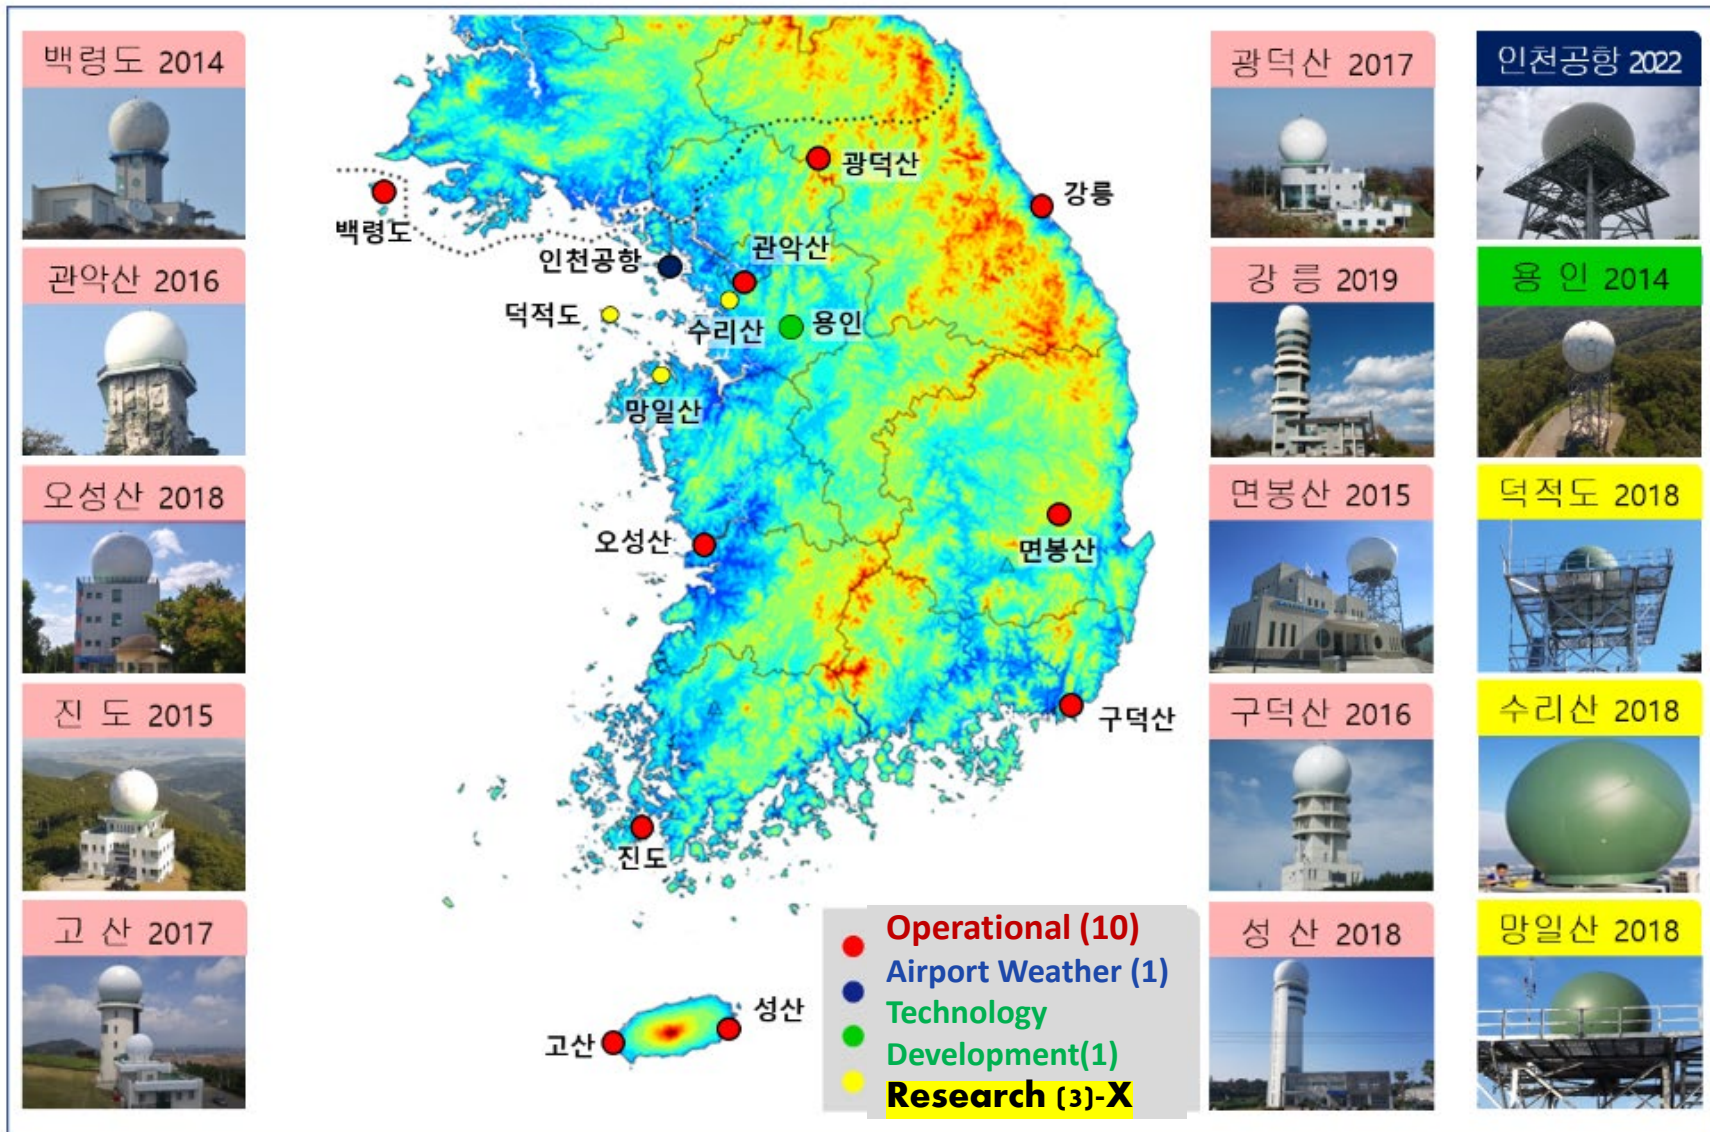 백령도 2014
관악산 2016
오성산 2018
진 도 2015
고 산 2017
광덕산
강릉
백령도
관악산
인천공항
덕적도
수리산
용인
망일산
오성산
면봉산
구덕산
진도
성산
고산
Operational (10)
Airport Weather (1)
Technology
Development(1)
Research (3)-X
광덕산 2017
강 릉 2019
면봉산 2015
구덕산 2016
성 산 2018
인천공항 2022
용 인 2014
덕적도 2018
수리산 2018
망일산 2018